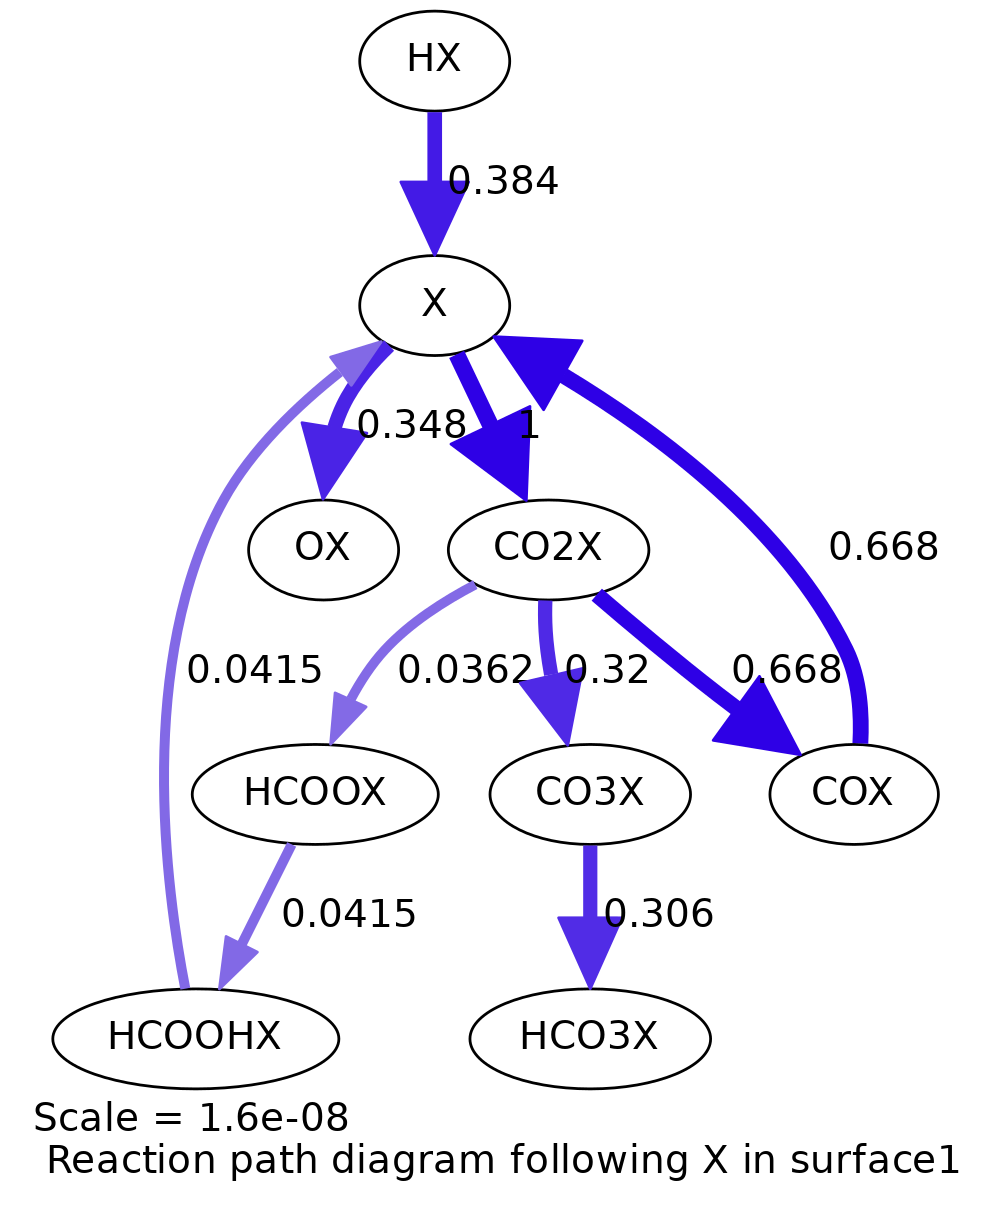 HX
0.384
X
0.348
1
OX
CO2X
0.668
0.0415
0.0362
0.32
0.668
HCOOX
CO3X
COX
0.0415
0.306
HCOOHX
HCO3X
Scale = 1.6e-08
Reaction path diagram following X in surface1